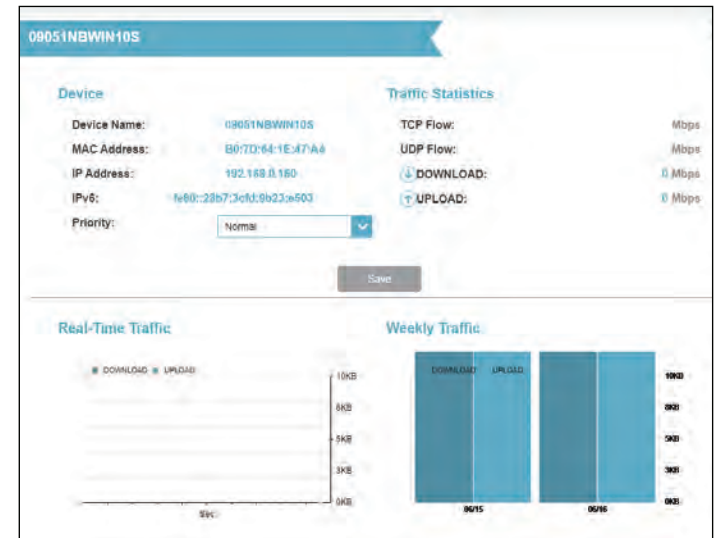 09051NBWIN10S
Device
Device Name: 09051NBWIN10S
MAC Address: B0:7D:64:1E:47:A4
IP Address: 192.168.0.160
IPv6: fe80::28b7:3cfd:9b23:e503
Priority: Normal
Traffic Statistics
TCP Flow: Mbps
UDP Flow: Mbps
DOWNLOAD: 0 Mbps
UPLOAD: 0 Mbps
Save
Real-Time Traffic
DOWNLOAD UPLOAD
10KB
8KB
5KB
3KB
0KB
Sec
Weekly Traffic
DOWNLOAD UPLOAD
10KB
8KB
5KB
3KB
0KB
06/15 06/16